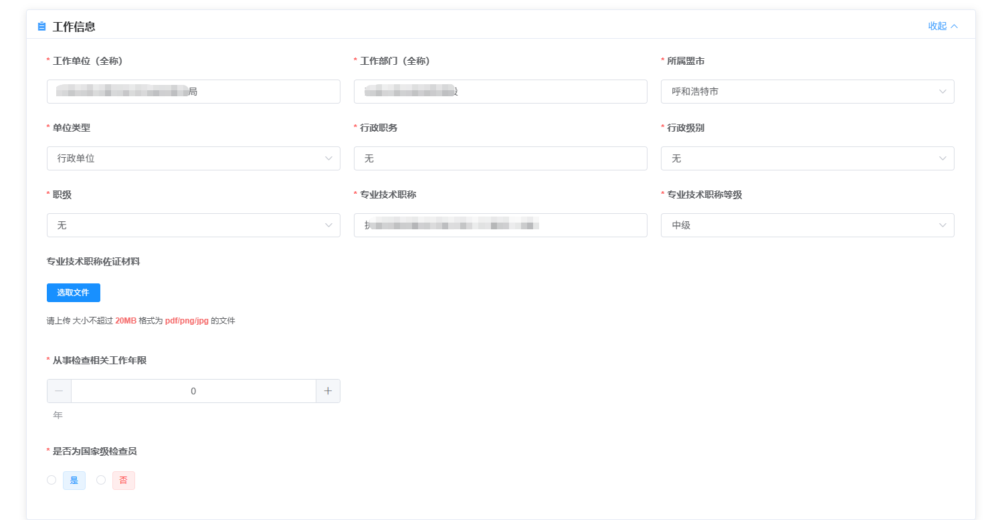 工作信息
收起
* 工作单位（全称）
* 工作部门（全称）
* 所属盟市
局
呼和浩特市
* 单位类型
* 行政职务
* 行政级别
行政单位
无
无
* 职级
* 专业技术职称
* 专业技术职称等级
无
中级
专业技术职称佐证材料
选取文件
请上传 大小不超过 20MB 格式为 pdf/png/jpg 的文件
* 从事检查相关工作年限
0
年
* 是否为国家级检查员
是
否